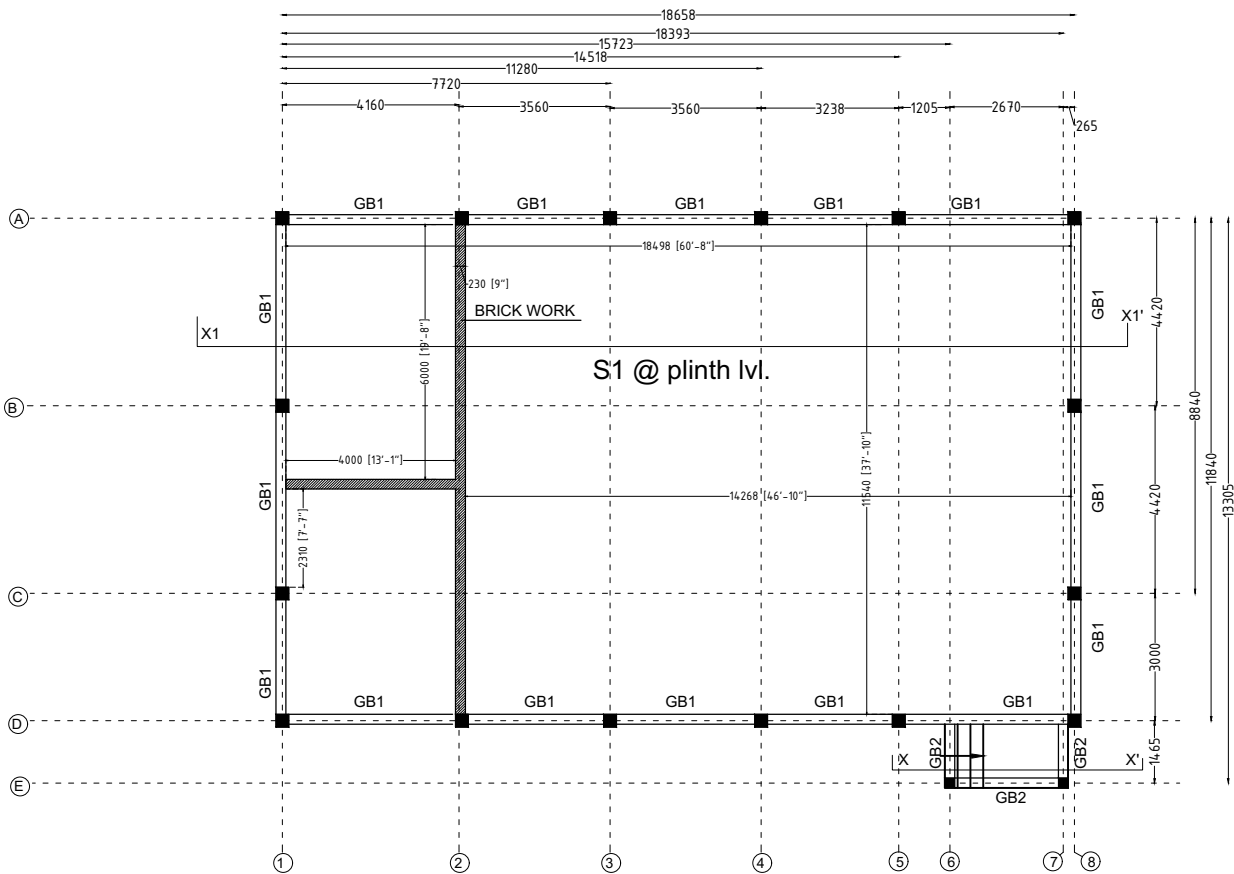 18658
18393
15723
14518
11280
7720
4160 3560 3560 3238 1205 2670
265
GB1 GB1 GB1 GB1 GB1
A
18498 [60'-8"]
230 [9"]
BRICK WORK
GB1 GB1
X1 X1'
6000 [19'-8"]
4420
S1 @ plinth lvl.
B
8840
11840
13305
11540 [37'-10"]
4000 [13'-1"]
14268 [46'-10"]
GB1 GB1
4420
2310 [7'-7"]
C
GB1
3000
GB1
GB1 GB1 GB1 GB1 GB1
D
GB2 GB2
1465
X X'
E
GB2
1 2 3 4 5 6 7 8